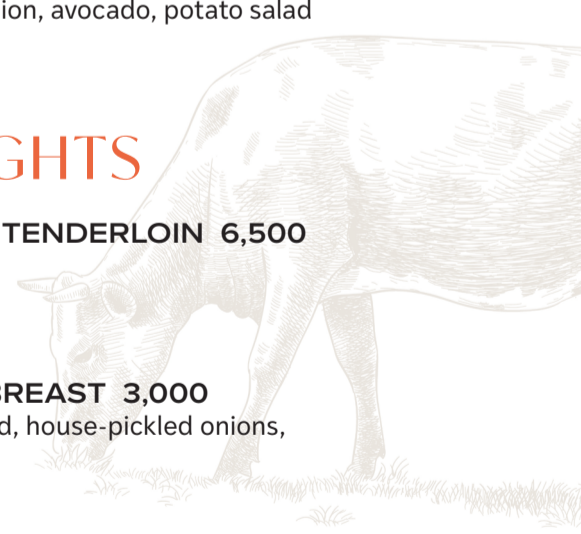 ion, avocado, potato salad
GHTS
TENDERLOIN 6,500
BREAST 3,000
d, house-pickled onions,